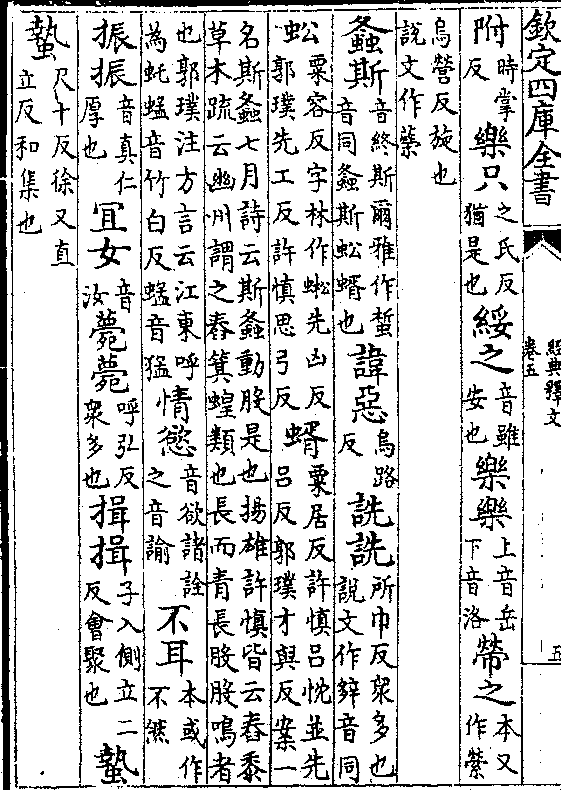 欽定四庫全書
經典釋文
卷五
五
附時掌反樂只之氏反猶是也綏之音雖安也樂樂上音岳下音洛帶之本又作縈
烏營反旋也說文作藆
螽斯音終斯爾雅作蜤音同螽斯蚣蝑也諱惡烏路反詵詵所巾反衆多也說文作𨐔音同
蚣粟容反字林作蜙先凶反郭璞先工反許慎思弓反蝑粟居反許慎吕忱並先吕反郭璞才與反案一
名斯螽七月詩云斯螽動股是也揚雄許慎皆云舂黍草木疏云幽州謂之舂箕蝗類也長而青長股股鳴者
也郭璞注方言云江東呼為虴蜢音竹白反蜢音猛情慾音欲諸詮之音諭不耳本或作不然
振振音真仁厚也宜女音汝薨薨呼弘反衆多也揖揖子入側立二反會聚也蟄
蟄尺十反徐又直立反和集也